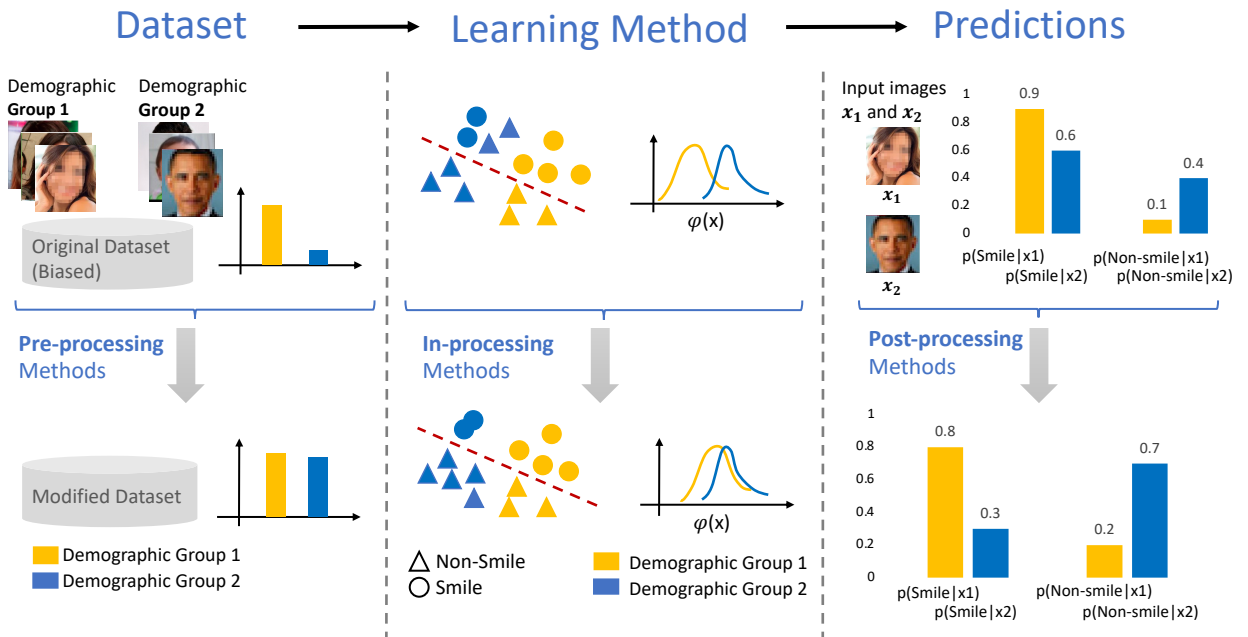 Dataset
Learning Method
Predictions
Demographic
Group 1
Demographic
Group 2
Original Dataset
(Biased)
φ(x)
Input images
x1 and x2
x1
x2
1
0.8
0.6
0.4
0.2
0
0.9
0.6
0.1
0.4
p(Smile|x1)
p(Smile|x2)
p(Non-smile|x1)
p(Non-smile|x2)
Pre-processing
Methods
In-processing
Methods
Post-processing
Methods
Modified Dataset
Demographic Group 1
Demographic Group 2
φ(x)
Non-Smile
Smile
Demographic Group 1
Demographic Group 2
1
0.8
0.6
0.4
0.2
0
0.8
0.3
0.2
0.7
p(Smile|x1)
p(Smile|x2)
p(Non-smile|x1)
p(Non-smile|x2)